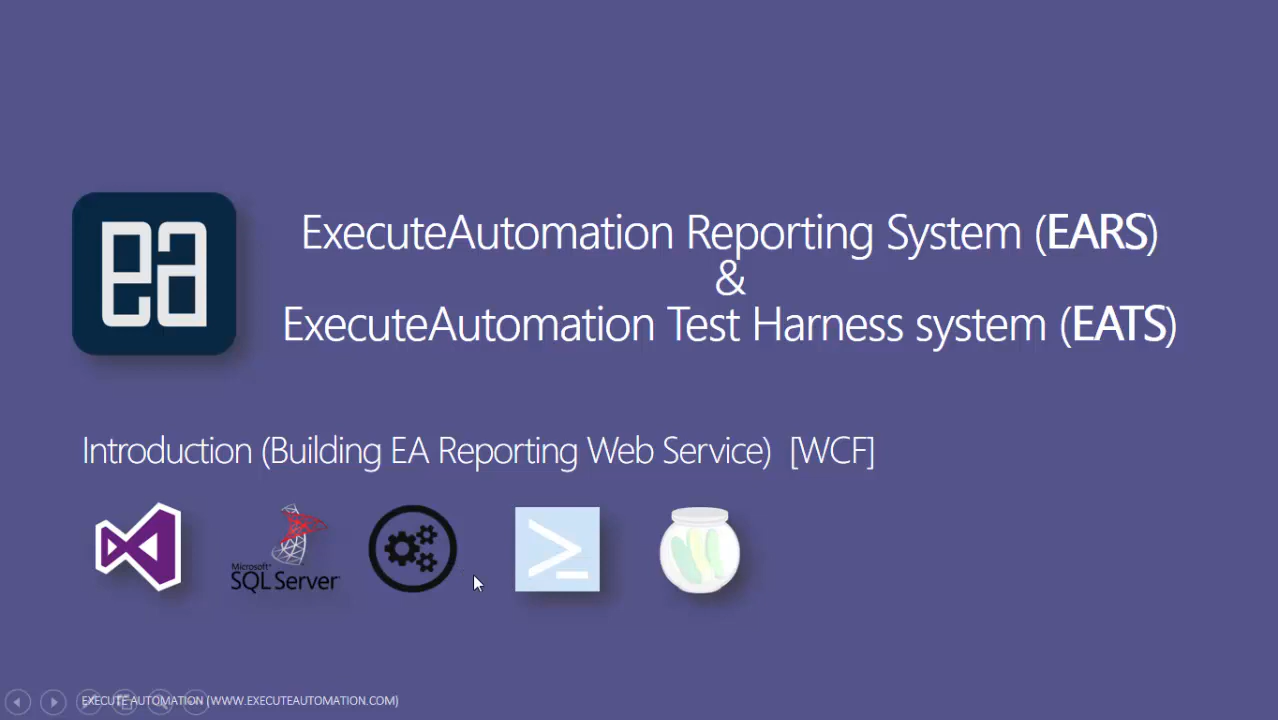 ea
ExecuteAutomation Reporting System (EARS)
&
ExecuteAutomation Test Harness system (EATS)
Introduction (Building EA Reporting Web Service) [WCF]
Microsoft
SQL Server
EXECUTE AUTOMATION (WWW.EXECUTEAUTOMATION.COM)